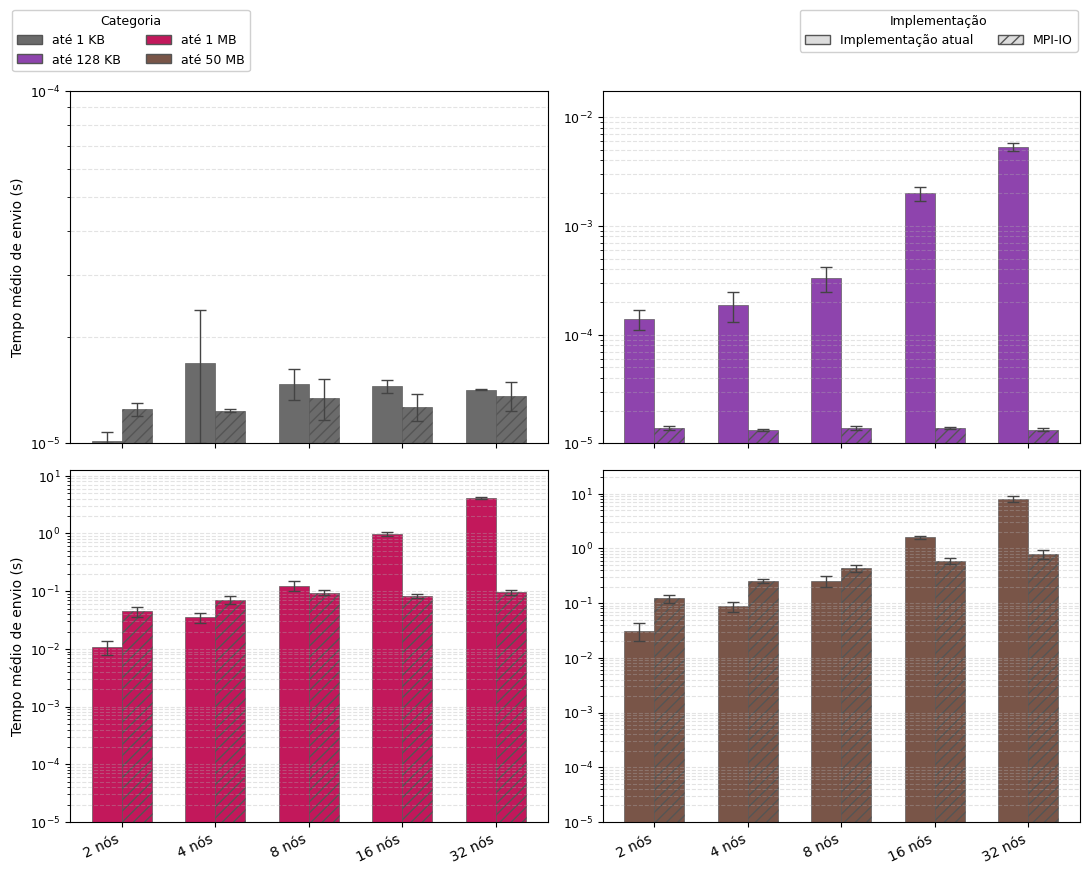 Categoria
até 1 KB
até 1 MB
até 128 KB
até 50 MB
Implementação
Implementação atual
MPI-IO
Tempo médio de envio (s)
10⁻⁴
10⁻⁵
10⁻²
10⁻³
10⁻⁴
10⁻⁵
Tempo médio de envio (s)
10¹
10⁰
10⁻¹
10⁻²
10⁻³
10⁻⁴
10⁻⁵
2 nós
4 nós
8 nós
16 nós
32 nós
10¹
10⁰
10⁻¹
10⁻²
10⁻³
10⁻⁴
10⁻⁵
2 nós
4 nós
8 nós
16 nós
32 nós